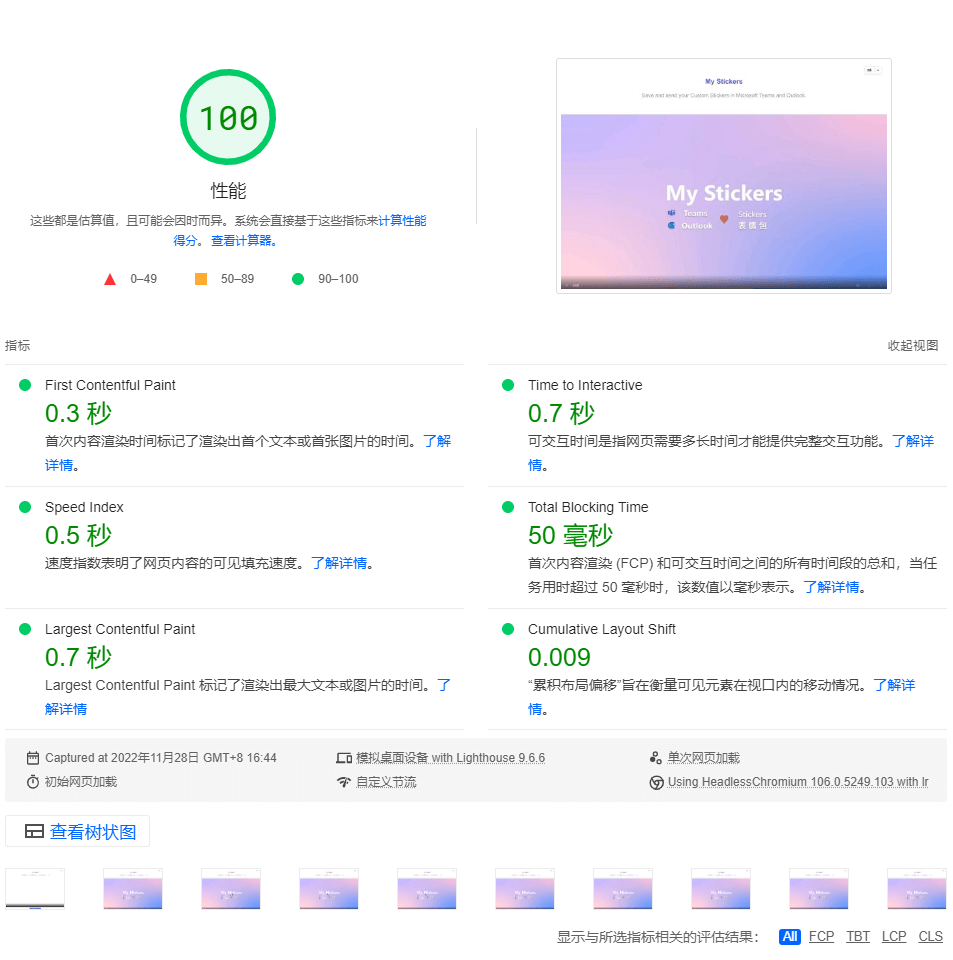 100
性能
这些都是估算值，且可能会因时而异。系统会直接基于这些指标来计算性能
得分。 查看计算器。
0–49
50–89
90–100
My Stickers
Save and send your Custom Stickers in Microsoft Teams and Outlook.
My Stickers
Teams
Stickers
Outlook
表情包
指标
收起视图
First Contentful Paint
0.3 秒
首次内容渲染时间标记了渲染出首个文本或首张图片的时间。了解
详情。
Time to Interactive
0.7 秒
可交互时间是指网页需要多长时间才能提供完整交互功能。了解详
情。
Speed Index
0.5 秒
速度指数表明了网页内容的可见填充速度。了解详情。
Total Blocking Time
50 毫秒
首次内容渲染 (FCP) 和可交互时间之间的所有时间段的总和，当任
务用时超过 50 毫秒时，该数值以毫秒表示。了解详情。
Largest Contentful Paint
0.7 秒
Largest Contentful Paint 标记了渲染出最大文本或图片的时间。了
解详情
Cumulative Layout Shift
0.009
“累积布局偏移”旨在衡量可见元素在视口内的移动情况。了解详
情。
Captured at 2022年11月28日 GMT+8 16:44
模拟桌面设备 with Lighthouse 9.6.6
单次网页加载
初始网页加载
自定义节流
Using HeadlessChromium 106.0.5249.103 with lr
查看树状图
显示与所选指标相关的评估结果： All FCP TBT LCP CLS